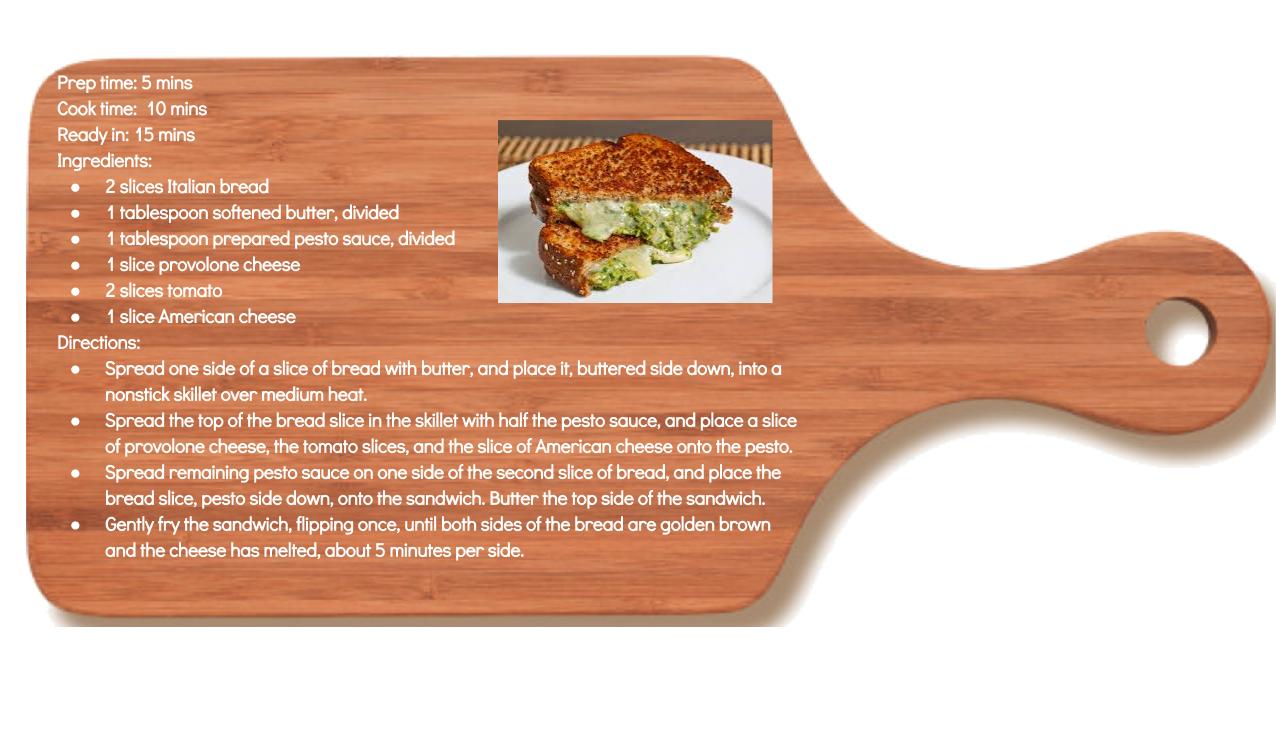 Prep time: 5 mins
Cook time:  10 mins
Ready in: 15 mins
Ingredients:
● 2 slices Italian bread
● 1 tablespoon softened butter, divided
● 1 tablespoon prepared pesto sauce, divided
● 1 slice provolone cheese
● 2 slices tomato
● 1 slice American cheese
Directions:
● Spread one side of a slice of bread with butter, and place it, buttered side down, into a
nonstick skillet over medium heat.
● Spread the top of the bread slice in the skillet with half the pesto sauce, and place a slice
of provolone cheese, the tomato slices, and the slice of American cheese onto the pesto.
● Spread remaining pesto sauce on one side of the second slice of bread, and place the
bread slice, pesto side down, onto the sandwich. Butter the top side of the sandwich.
● Gently fry the sandwich, flipping once, until both sides of the bread are golden brown
and the cheese has melted, about 5 minutes per side.